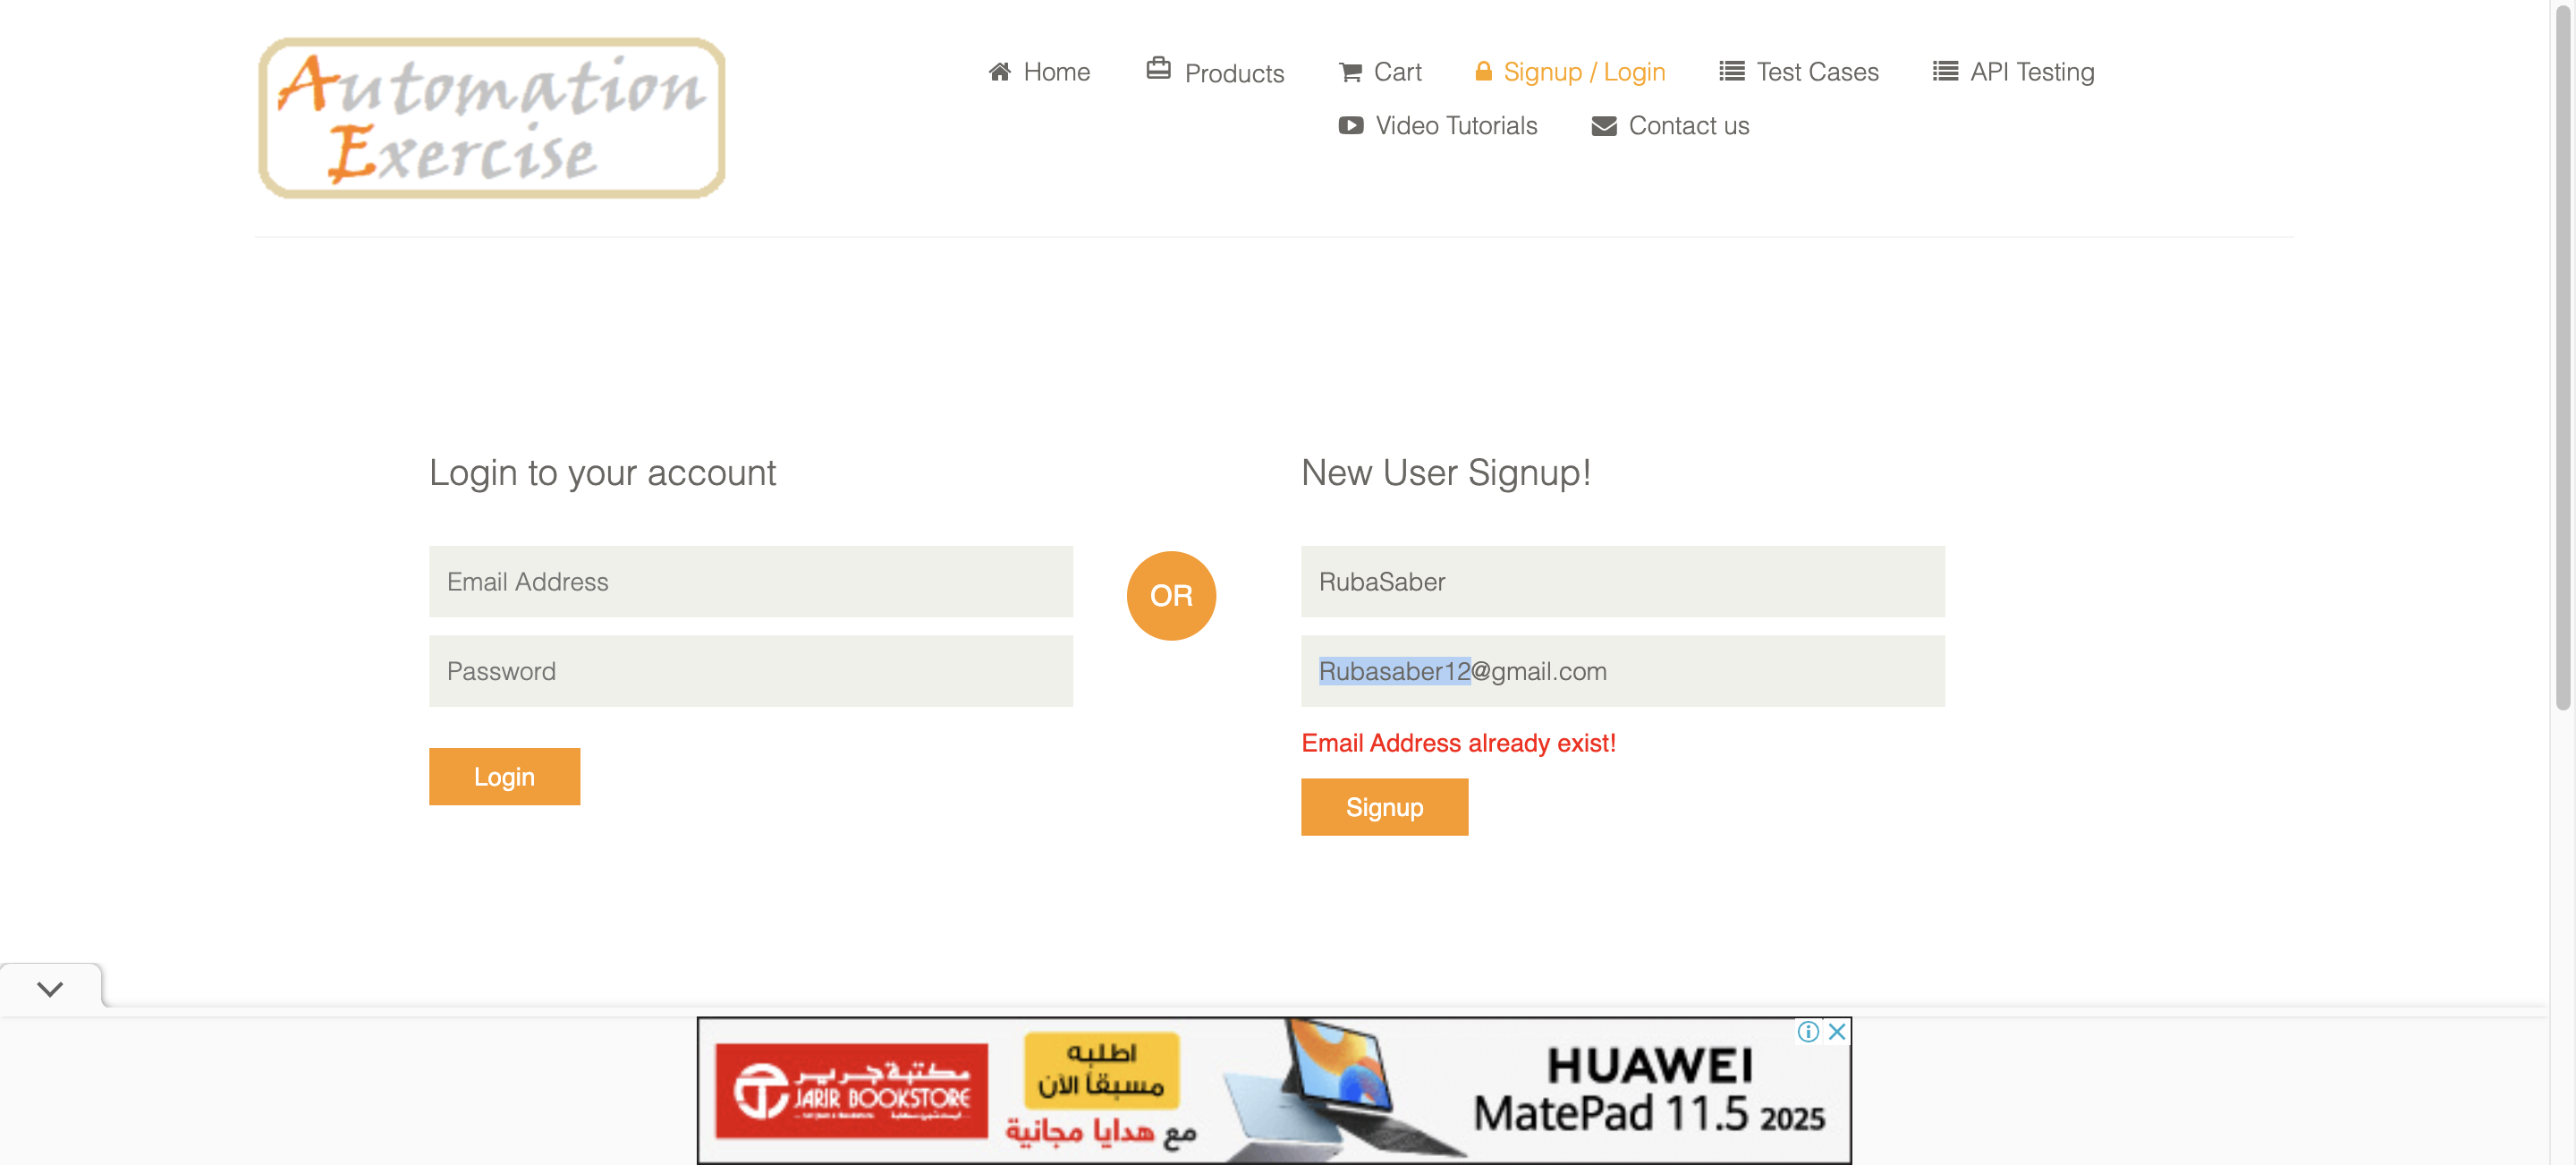 Automation
Exercise
Home
Products
Cart
Signup / Login
Test Cases
API Testing
Video Tutorials
Contact us
Login to your account
Email Address
Password
Login
OR
New User Signup!
RubaSaber
Rubasaber12@gmail.com
Email Address already exist!
Signup
مكتبة جرير
JARIR BOOKSTORE
اطلبه
مسبقًا الآن
مع هدايا مجانية
HUAWEI
MatePad 11.5 2025